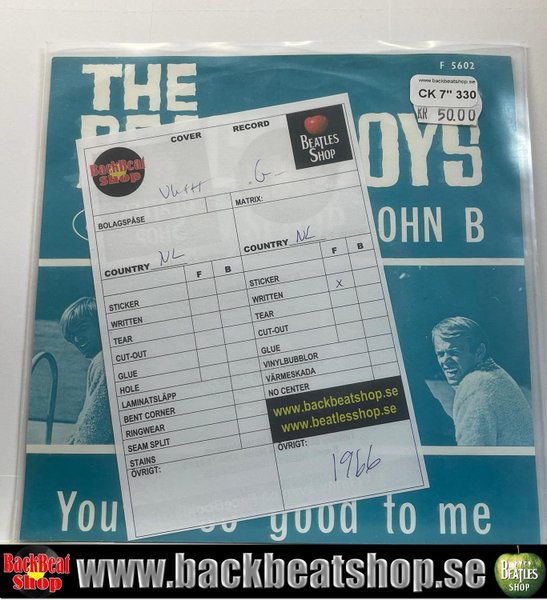 F 5602
THE
www.backbeatshop.se
CK 7" 330
KR 50.00
BOYS
OHN B
COVER
RECORD
BackBeat
Shop
BEATLES
SHOP
G-
BOLAGSPÅSE
MATRIX:
COUNTRY NL
COUNTRY NL
F B
F B
STICKER
STICKER
WRITTEN
WRITTEN X
TEAR
TEAR
CUT-OUT
CUT-OUT
GLUE
GLUE
HOLE
VINYLBUBBLOR
LAMINATSLÄPP
VÄRMESKADA
BENT CORNER
NO CENTER
RINGWEAR
SEAM SPLIT
STAINS
www.backbeatshop.se
www.beatlesshop.se
ÖVRIGT:
ÖVRIGT:
1966
You
good to me
BackBeat
Shop
www.backbeatshop.se
BEATLES
SHOP